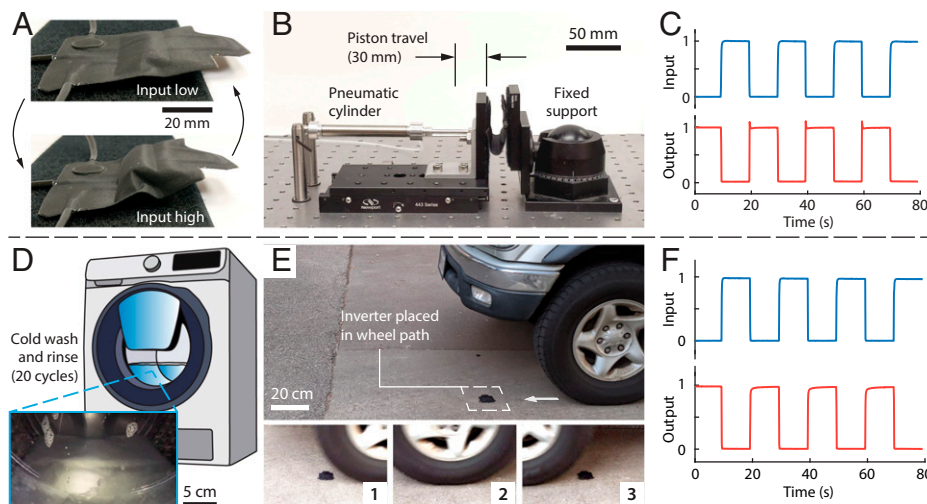 A
Input low
20 mm
Input high
B
50 mm
Piston travel
(30 mm)
Pneumatic
cylinder
Fixed
support
Newport
443 Series
C
Input
1
0
Output
1
0
0
20
40
60
80
Time (s)
D
Cold wash
and rinse
(20 cycles)
5 cm
E
Inverter placed
in wheel path
20 cm
1
2
3
F
Input
1
0
Output
1
0
0
20
40
60
80
Time (s)